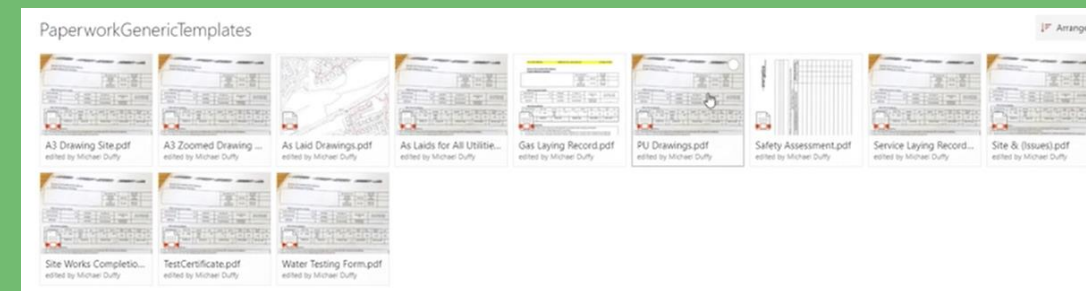 PaperworkGenericTemplates
Arrange
A3 Drawing Site.pdf
edited by Michael Duffy
A3 Zoomed Drawing ...
edited by Michael Duffy
As Laid Drawings.pdf
edited by Michael Duffy
As Laids for All Utilitie...
edited by Michael Duffy
Gas Laying Record.pdf
edited by Michael Duffy
PU Drawings.pdf
edited by Michael Duffy
Safety Assessment.pdf
edited by Michael Duffy
Service Laying Record...
edited by Michael Duffy
Site & (Issues).pdf
edited by Michael Duffy
Site Works Completio...
edited by Michael Duffy
TestCertificate.pdf
edited by Michael Duffy
Water Testing Form.pdf
edited by Michael Duffy